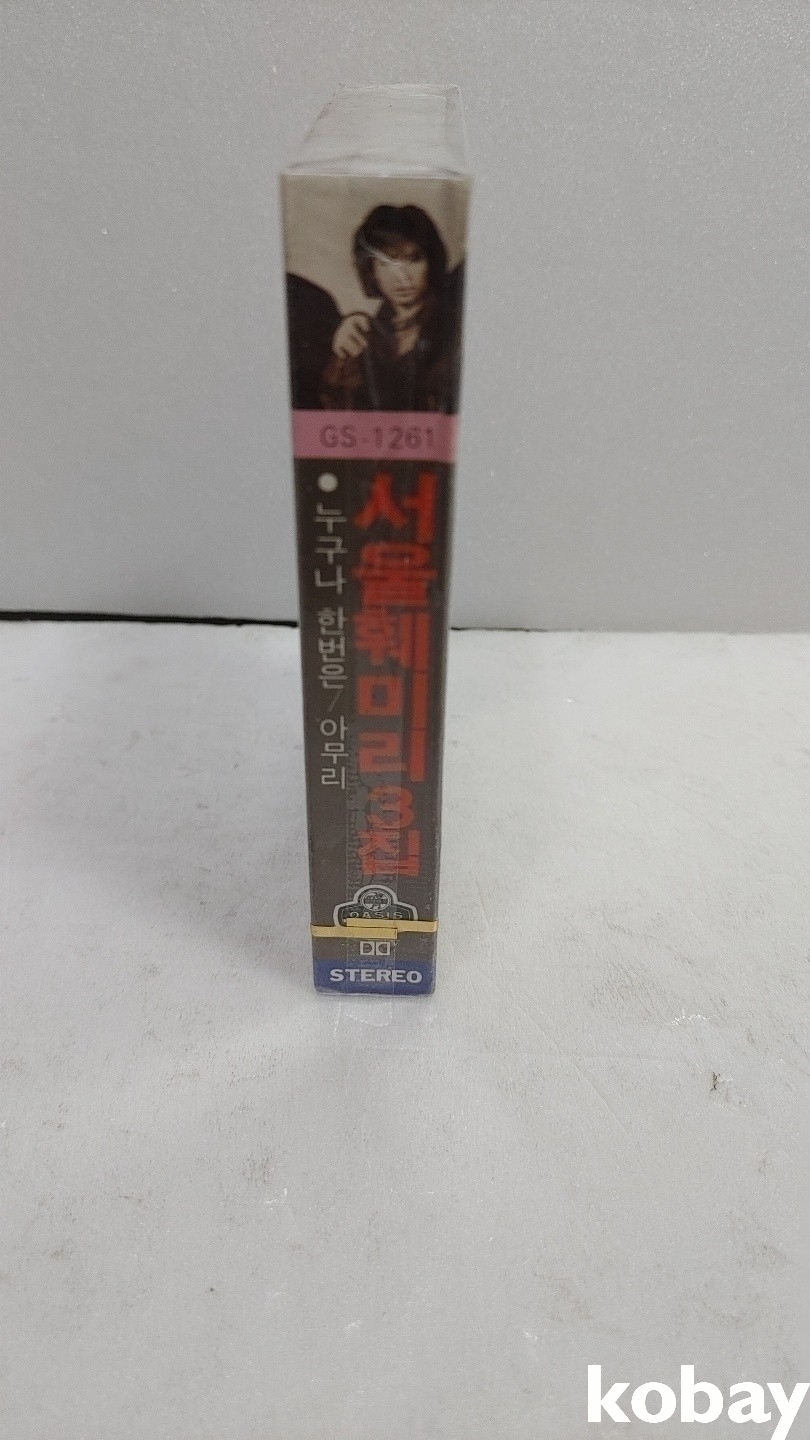 GS-1261
서울훼미리3집
• 누구나 한번은/아무리
OASIS
STEREO
kobay